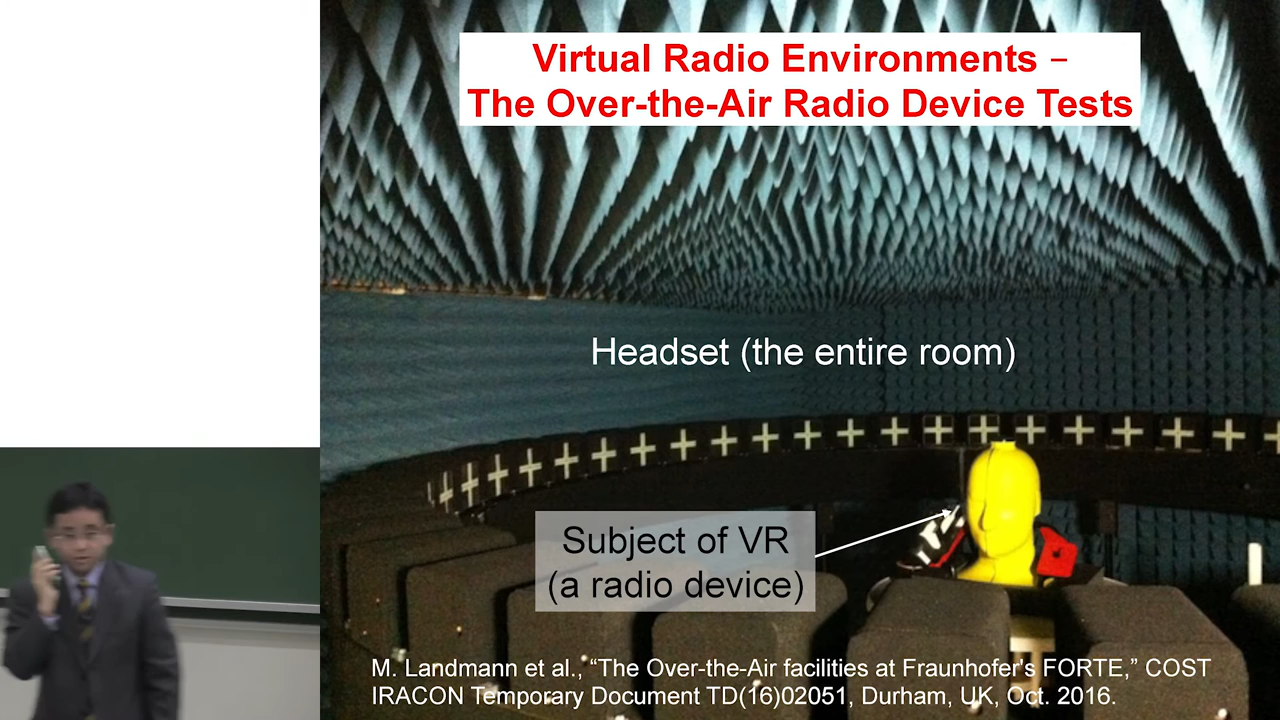 Virtual Radio Environments –
The Over-the-Air Radio Device Tests
Headset (the entire room)
Subject of VR
(a radio device)
M. Landmann et al., “The Over-the-Air facilities at Fraunhofer's FORTE,” COST
IRACON Temporary Document TD(16)02051, Durham, UK, Oct. 2016.